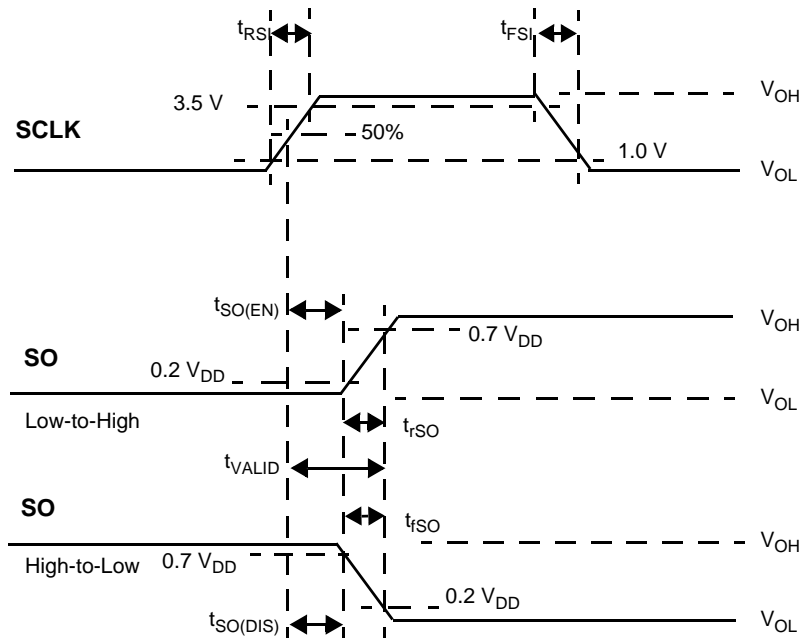 tRSI
tFSI
3.5 V
VOH
SCLK
50%
1.0 V
VOL
tSO(EN)
VOH
0.7 VDD
SO
0.2 VDD
VOL
Low-to-High
trSO
tVALID
SO
tfSO
VOH
High-to-Low
0.7 VDD
0.2 VDD
tSO(DIS)
VOL